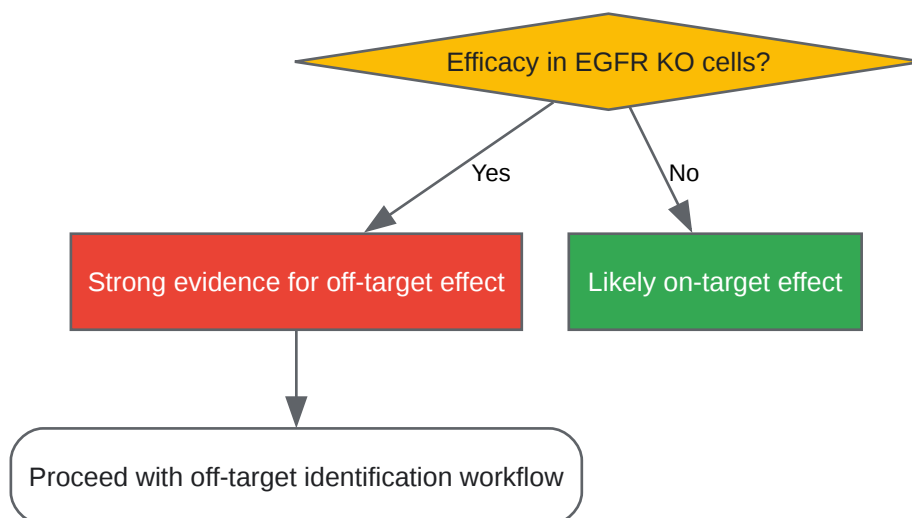 Efficacy in EGFR KO cells?
Yes
No
Strong evidence for off-target effect
Likely on-target effect
Proceed with off-target identification workflow